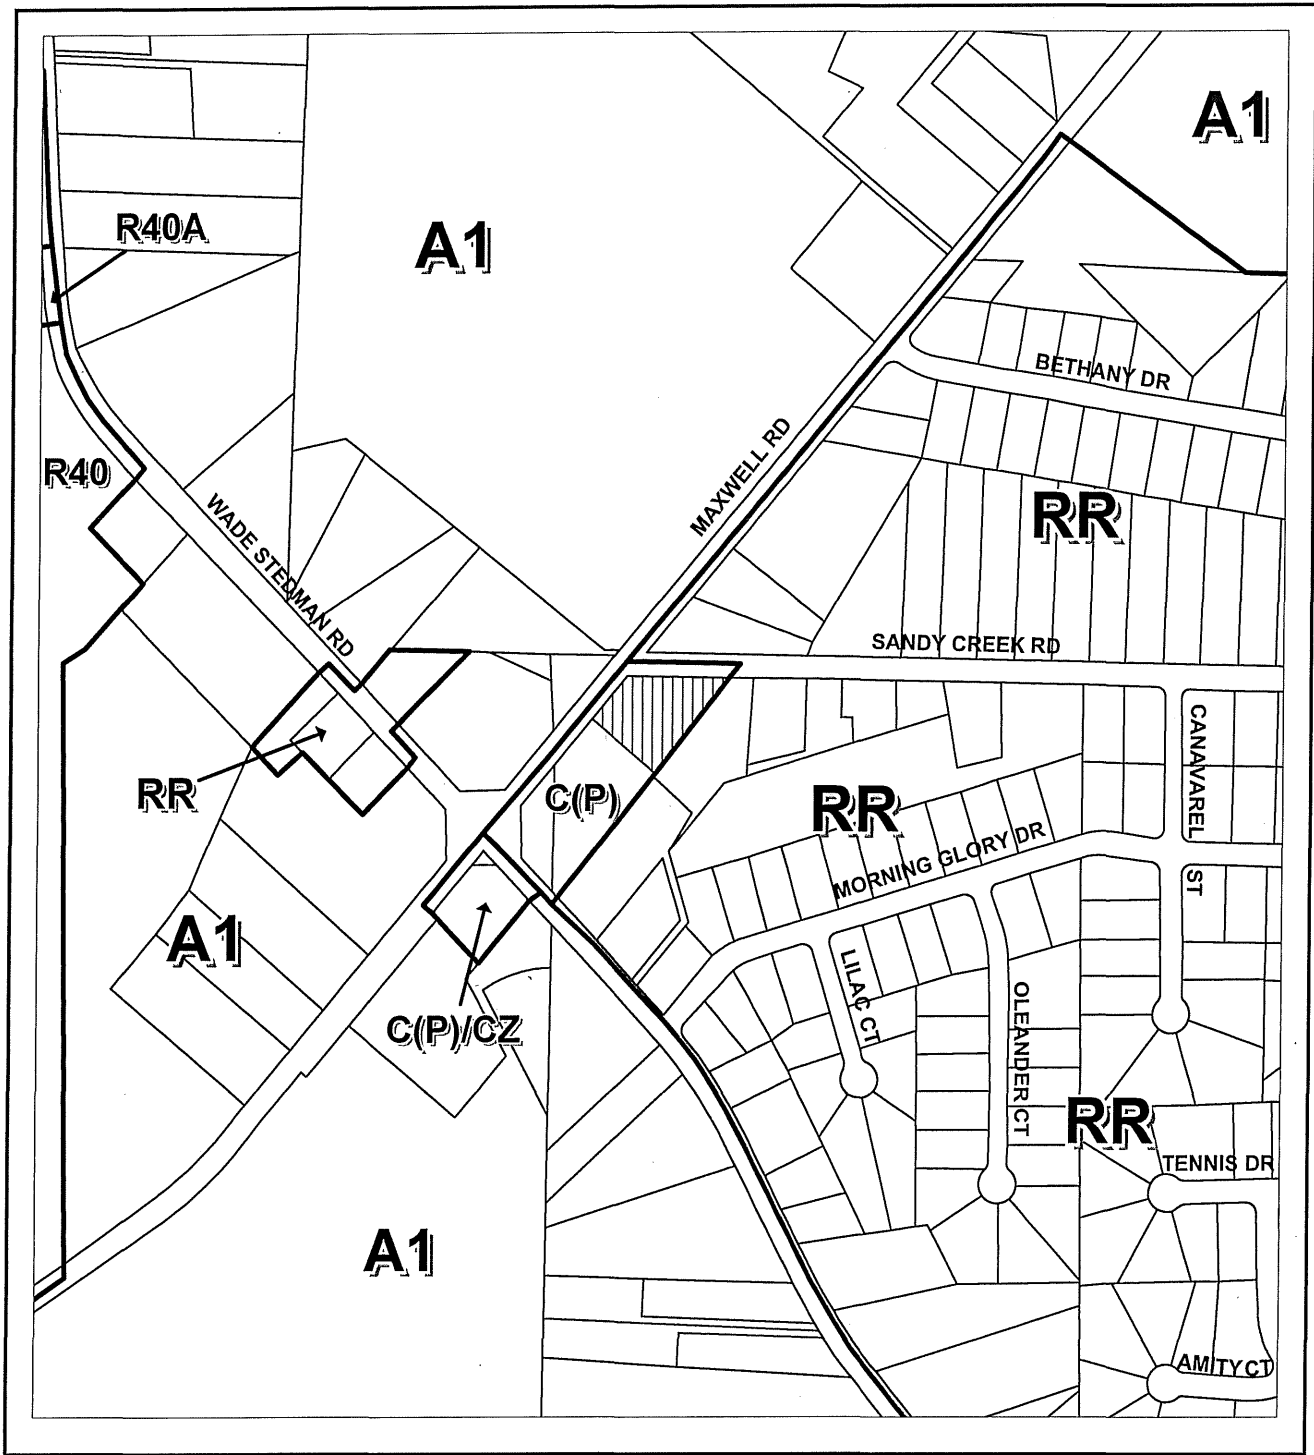 A1
R40A
A1
BETHANY DR
MAXWELL RD
R40
WADE STEDMAN RD
RR
SANDY CREEK RD
CANAVAREL ST
RR
C(P)
RR
MORNING GLORY DR
A1
LILAC CT
OLEANDER CT
C(P)/CZ
RR
TENNIS DR
A1
AMITY CT